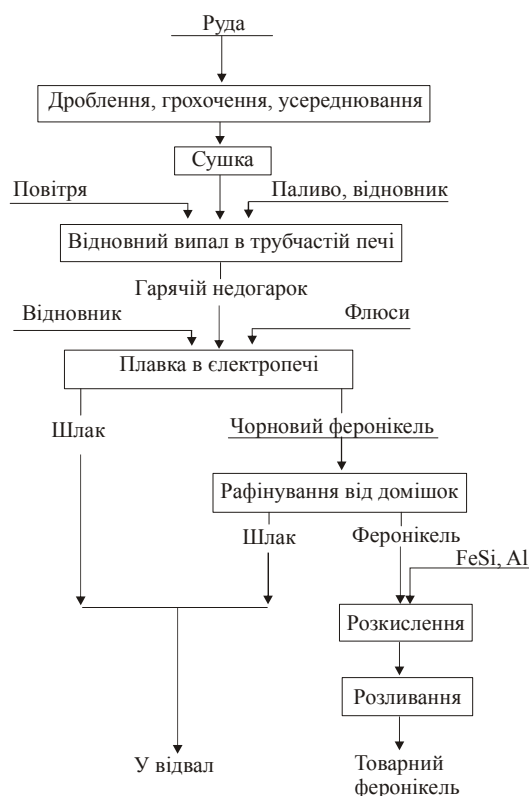 Руда
Дроблення, грохочення, усереднювання
Сушка
Повітря
Паливо, відновник
Відновний випал в трубчастій печі
Гарячій недогарок
Відновник
Флюси
Плавка в єлектропечі
Шлак
Чорновий феронікель
Рафінування від домішок
Шлак
Феронікель
FeSi, Al
Розкислення
Розливання
У відвал
Товарний
феронікель